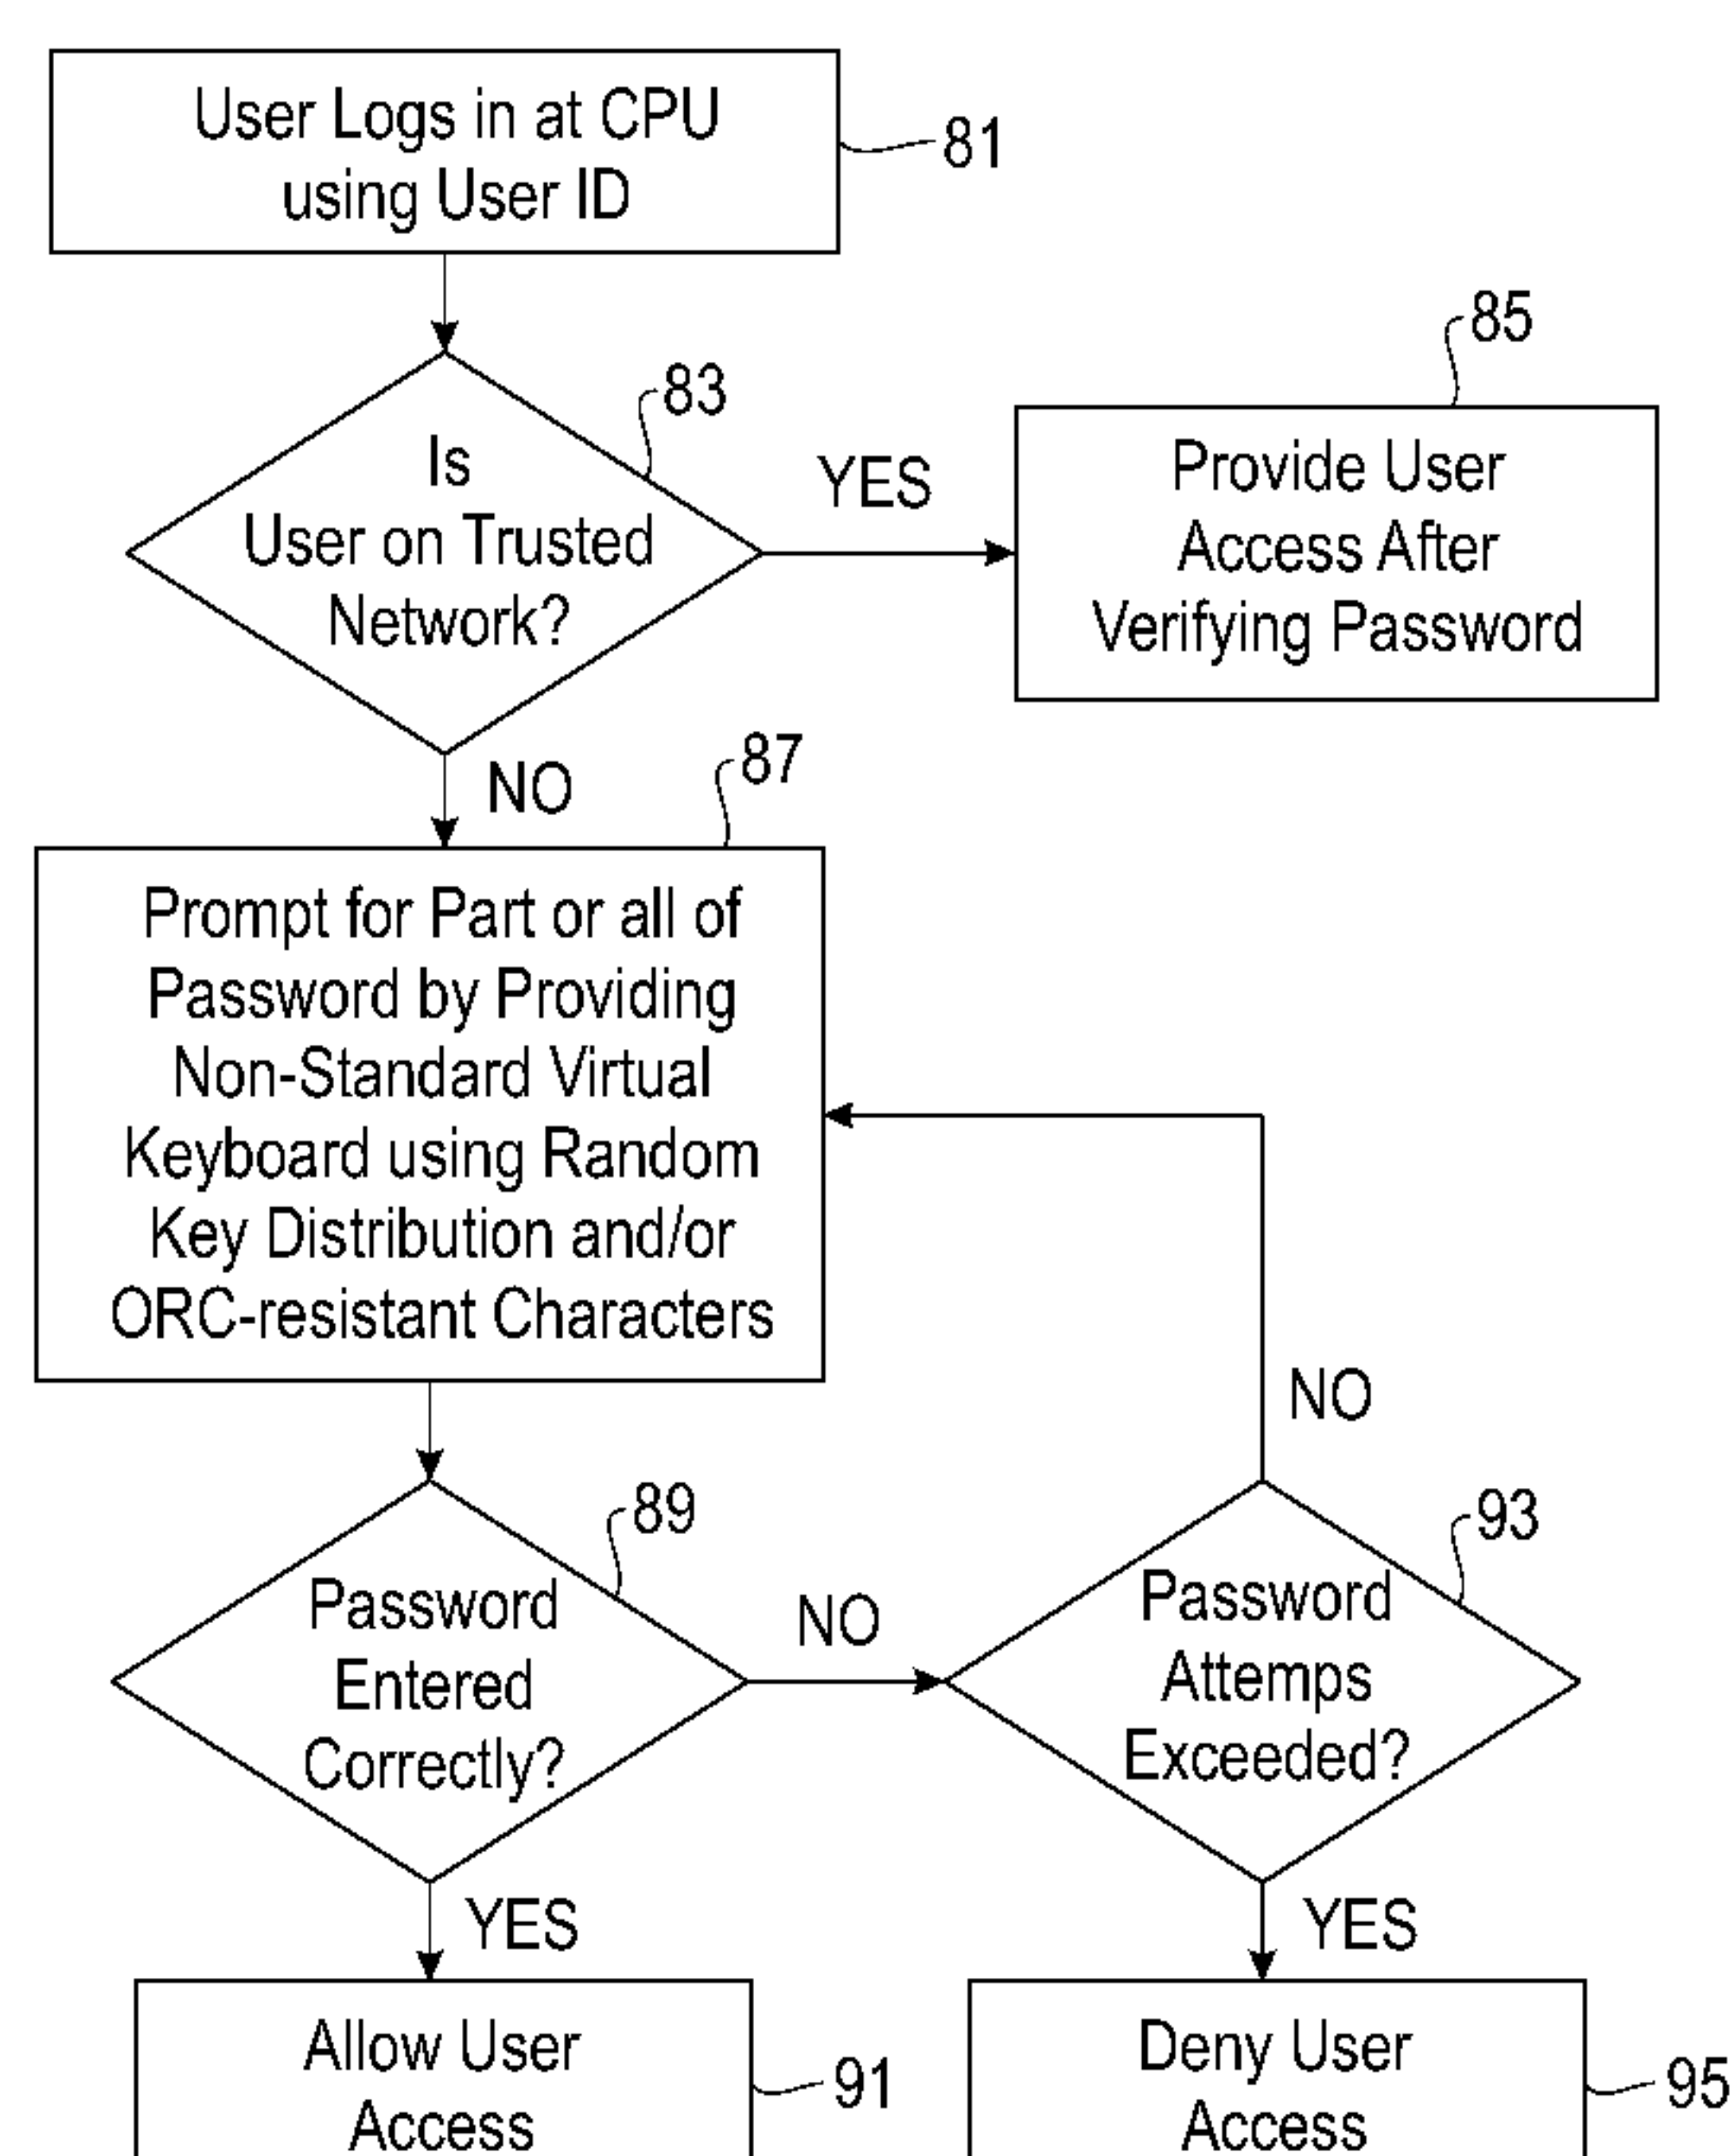 User Logs in at CPU
using User ID
81
83
Is
User on Trusted
Network?
YES
85
Provide User
Access After
Verifying Password
NO
87
Prompt for Part or all of
Password by Providing
Non-Standard Virtual
Keyboard using Random
Key Distribution and/or
ORC-resistant Characters
89
Password
Entered
Correctly?
NO
93
Password
Attemps
Exceeded?
NO
YES
YES
Allow User
Access
91
Deny User
Access
95